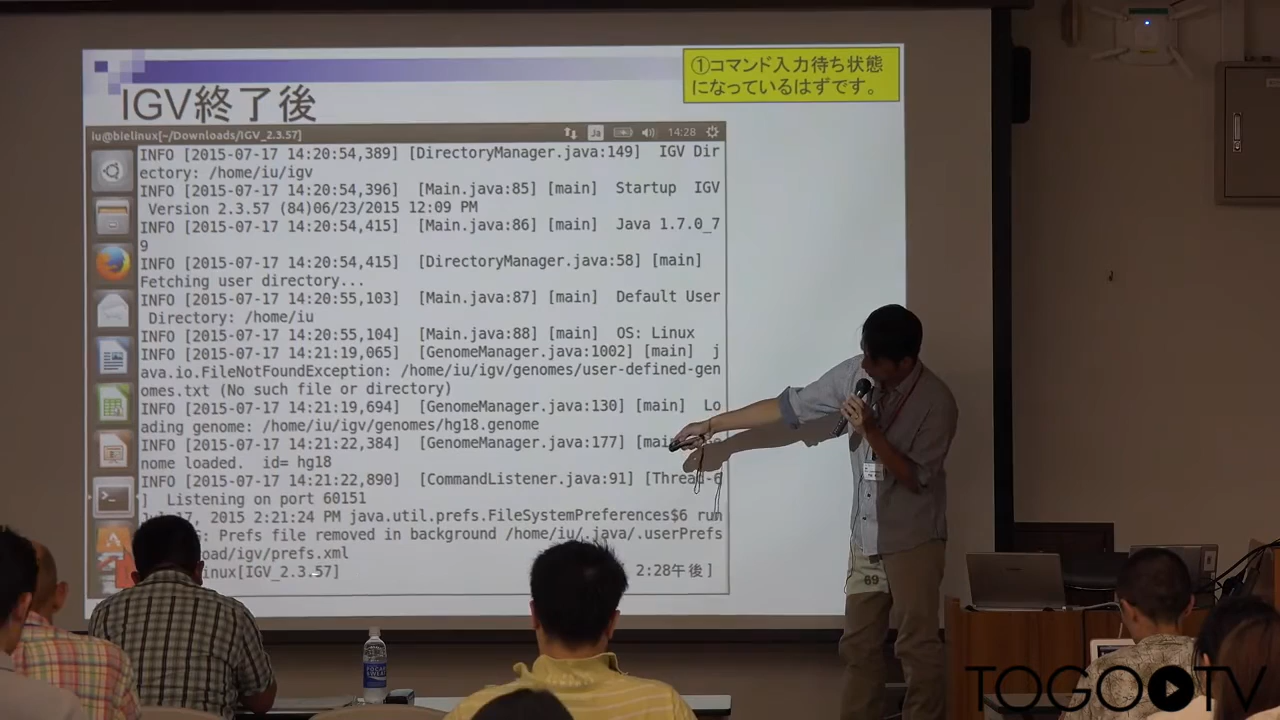 ①コマンド入力待ち状態
になっているはずです。
IGV終了後
iu@bielinux[~/Downloads/IGV_2.3.57]
Ja
14:28
INFO [2015-07-17 14:20:54,389] [DirectoryManager.java:149] IGV Dir
ectory: /home/iu/igv
INFO [2015-07-17 14:20:54,396] [Main.java:85] [main] Startup IGV
Version 2.3.57 (84)06/23/2015 12:09 PM
INFO [2015-07-17 14:20:54,415] [Main.java:86] [main] Java 1.7.0_7
9
INFO [2015-07-17 14:20:54,415] [DirectoryManager.java:58] [main]
Fetching user directory...
INFO [2015-07-17 14:20:55,103] [Main.java:87] [main] Default User
Directory: /home/iu
INFO [2015-07-17 14:20:55,104] [Main.java:88] [main] OS: Linux
INFO [2015-07-17 14:21:19,065] [GenomeManager.java:1002] [main] j
ava.io.FileNotFoundException: /home/iu/igv/genomes/user-defined-gen
omes.txt (No such file or directory)
INFO [2015-07-17 14:21:19,694] [GenomeManager.java:130] [main] Lo
ading genome: /home/iu/igv/genomes/hg18.genome
INFO [2015-07-17 14:21:22,384] [GenomeManager.java:177]
nome loaded. id= hg18
INFO [2015-07-17 14:21:22,890] [CommandListener.java:91] [Thread-6
] Listening on port 60151
17, 2015 2:21:24 PM java.util.prefs.FileSystemPreferences$6 run
: Prefs file removed in background /home/iu/.java/.userPrefs
oad/igv/prefs.xml
inux[IGV_2.3.57]
2:28午後]
69
POCARI
SWEAT
TOGOTV